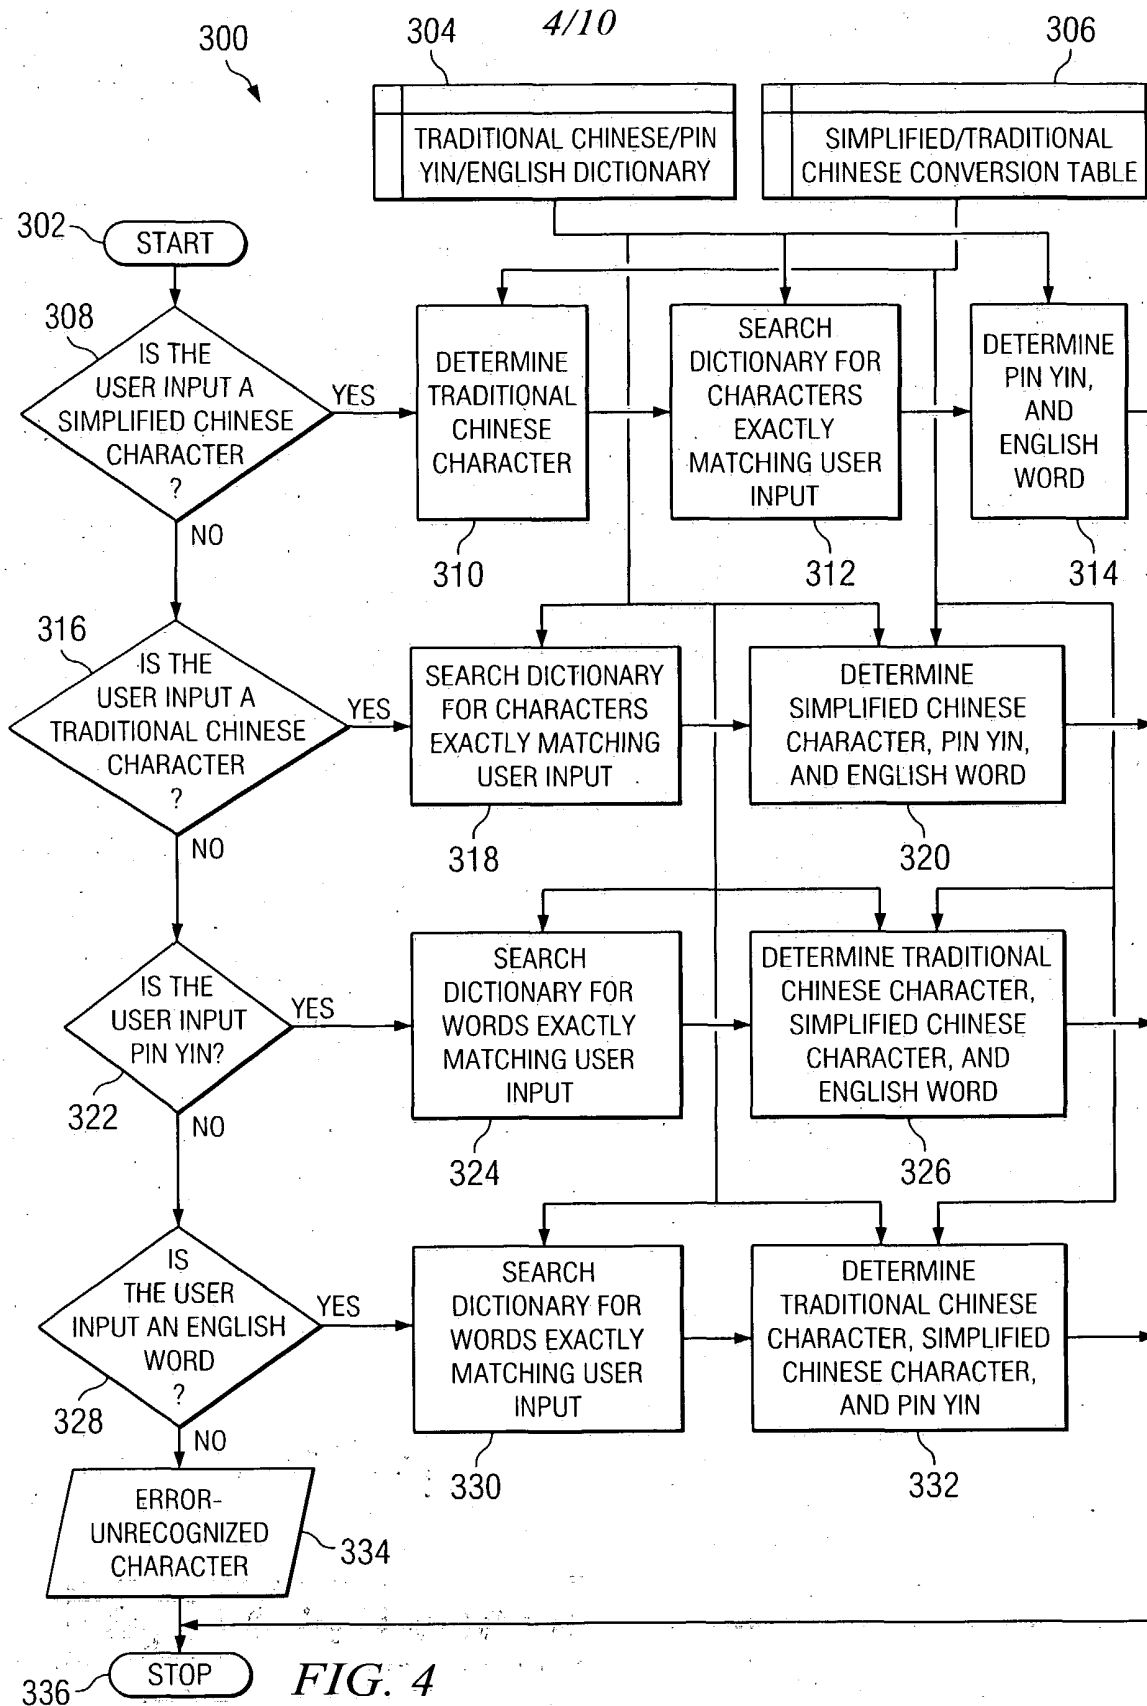 4/10
300
304
306
TRADITIONAL CHINESE/PIN
YIN/ENGLISH DICTIONARY
SIMPLIFIED/TRADITIONAL
CHINESE CONVERSION TABLE
302
START
308
IS THE
USER INPUT A
SIMPLIFIED CHINESE
CHARACTER
?
YES
NO
DETERMINE
TRADITIONAL
CHINESE
CHARACTER
310
SEARCH
DICTIONARY FOR
CHARACTERS
EXACTLY
MATCHING USER
INPUT
312
DETERMINE
PIN YIN,
AND
ENGLISH
WORD
314
316
IS THE
USER INPUT A
TRADITIONAL CHINESE
CHARACTER
?
YES
NO
SEARCH DICTIONARY
FOR CHARACTERS
EXACTLY MATCHING
USER INPUT
318
DETERMINE
SIMPLIFIED CHINESE
CHARACTER, PIN YIN,
AND ENGLISH WORD
320
IS THE
USER INPUT
PIN YIN?
322
YES
NO
SEARCH
DICTIONARY FOR
WORDS EXACTLY
MATCHING USER
INPUT
324
DETERMINE TRADITIONAL
CHINESE CHARACTER,
SIMPLIFIED CHINESE
CHARACTER, AND
ENGLISH WORD
326
IS
THE USER
INPUT AN ENGLISH
WORD
?
328
YES
NO
SEARCH
DICTIONARY FOR
WORDS EXACTLY
MATCHING USER
INPUT
330
DETERMINE
TRADITIONAL CHINESE
CHARACTER, SIMPLIFIED
CHINESE CHARACTER,
AND PIN YIN
332
ERROR-
UNRECOGNIZED
CHARACTER
334
STOP
336
FIG. 4